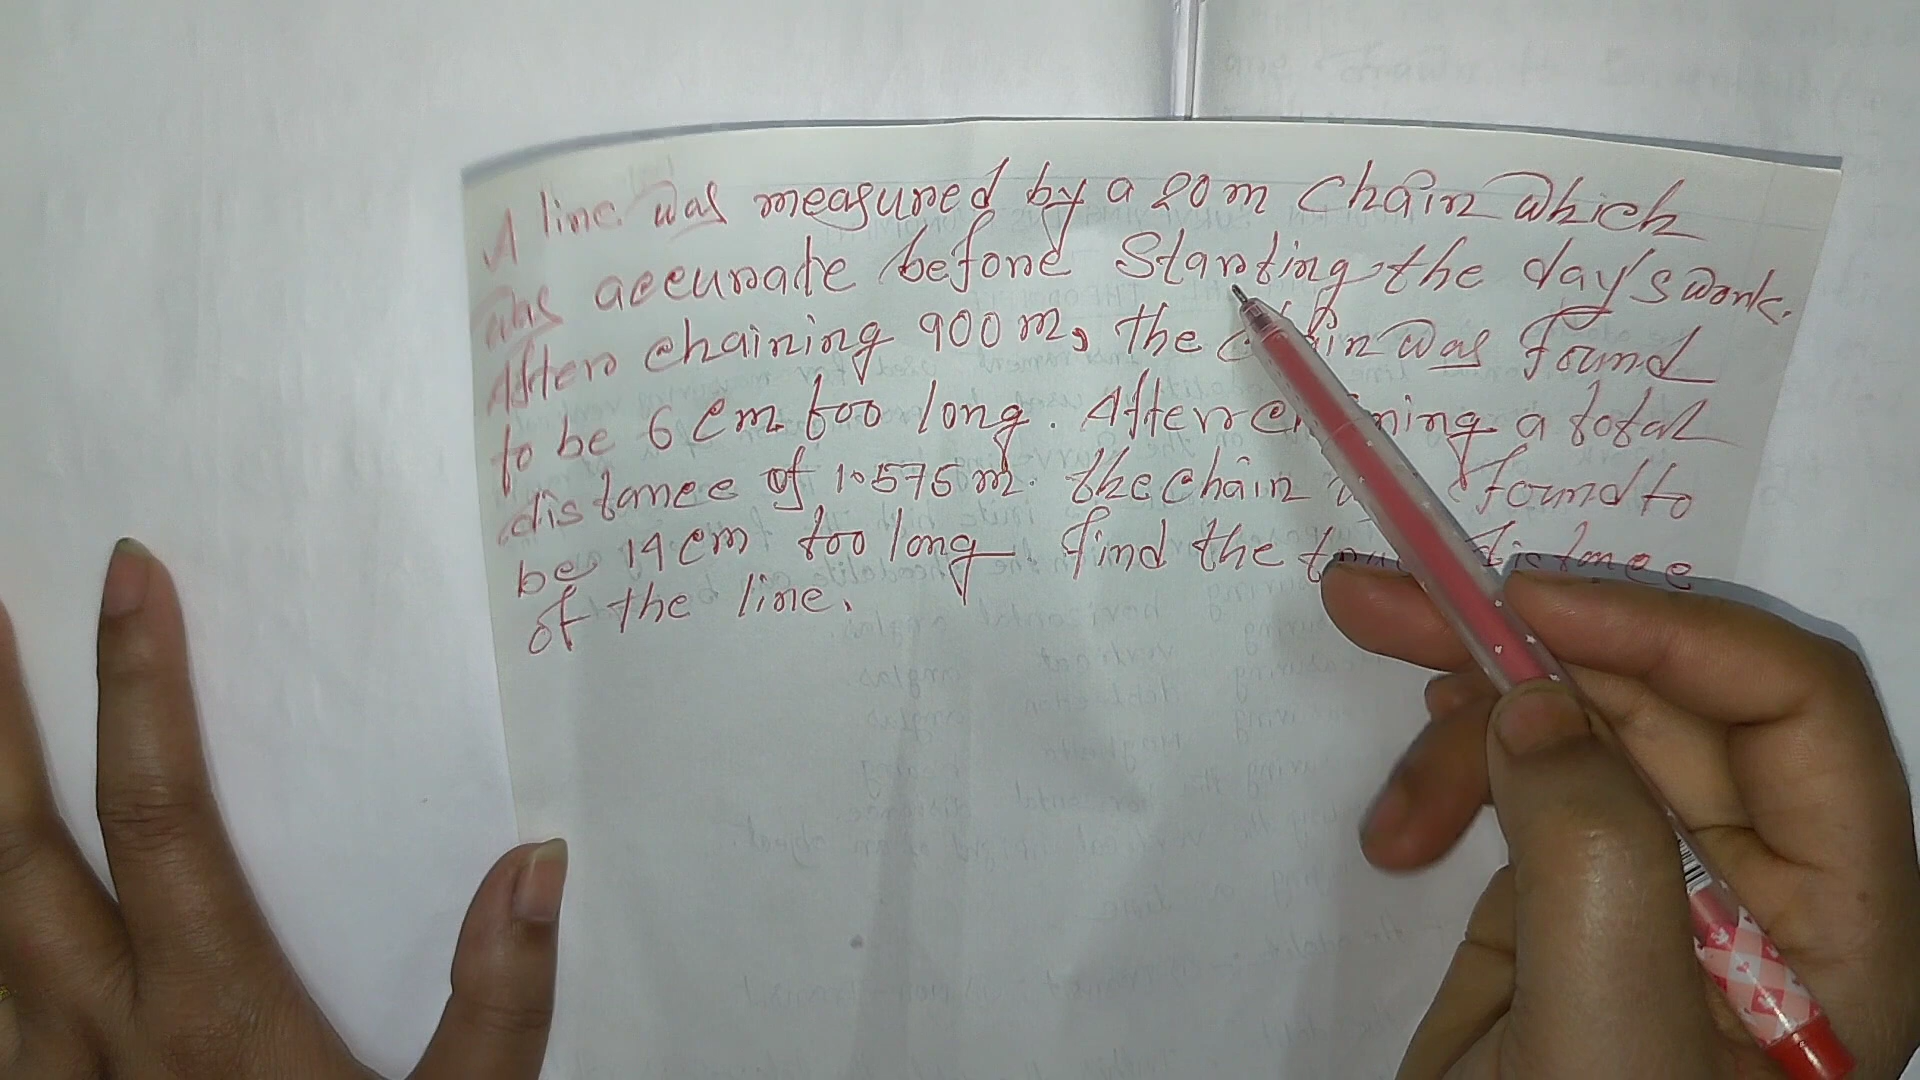 A line was measured by a 20m Chain which
was accurate before Starting the day's work.
After chaining 900m, the chain was found
to be 6 cm too long. After chaining a total
distance of 1.575m. the chain found to
be 14 cm too long. find the distance
of the line.